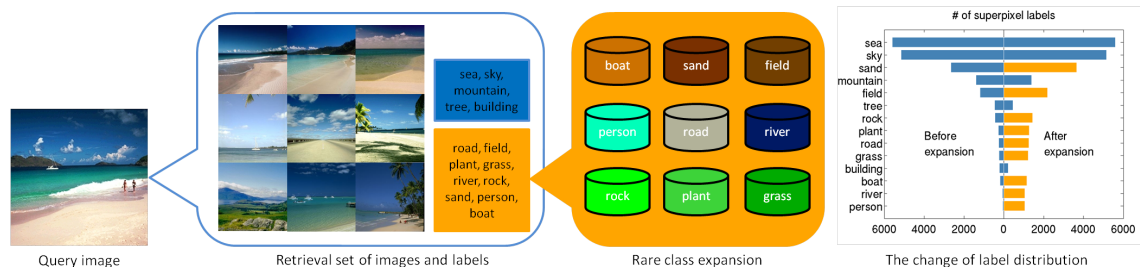 sea, sky,
mountain,
tree, building
road, field,
plant, grass,
river, rock,
sand, person,
boat
boat
sand
field
person
road
river
rock
plant
grass
# of superpixel labels
sea
sky
sand
mountain
field
tree
rock
plant
road
grass
building
boat
river
person
Before
expansion
After
expansion
6000 4000 2000 0 2000 4000 6000
Query image
Retrieval set of images and labels
Rare class expansion
The change of label distribution